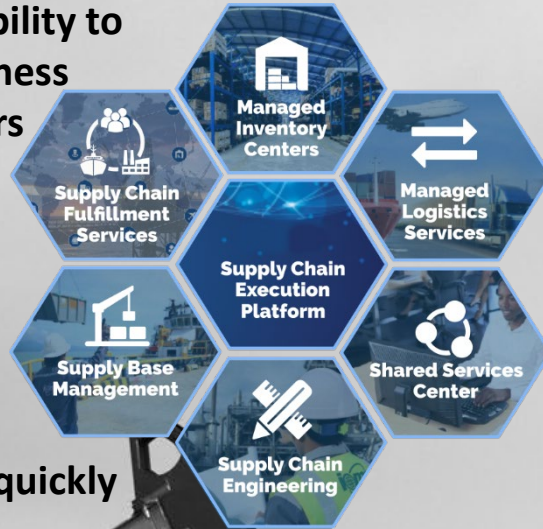 bility to
ness
rs
Managed
Inventory
Centers
Supply Chain
Fulfillment
Services
Managed
Logistics
Services
Supply Chain
Execution
Platform
Supply Base
Management
Shared Services
Center
Supply Chain
Engineering
quickly